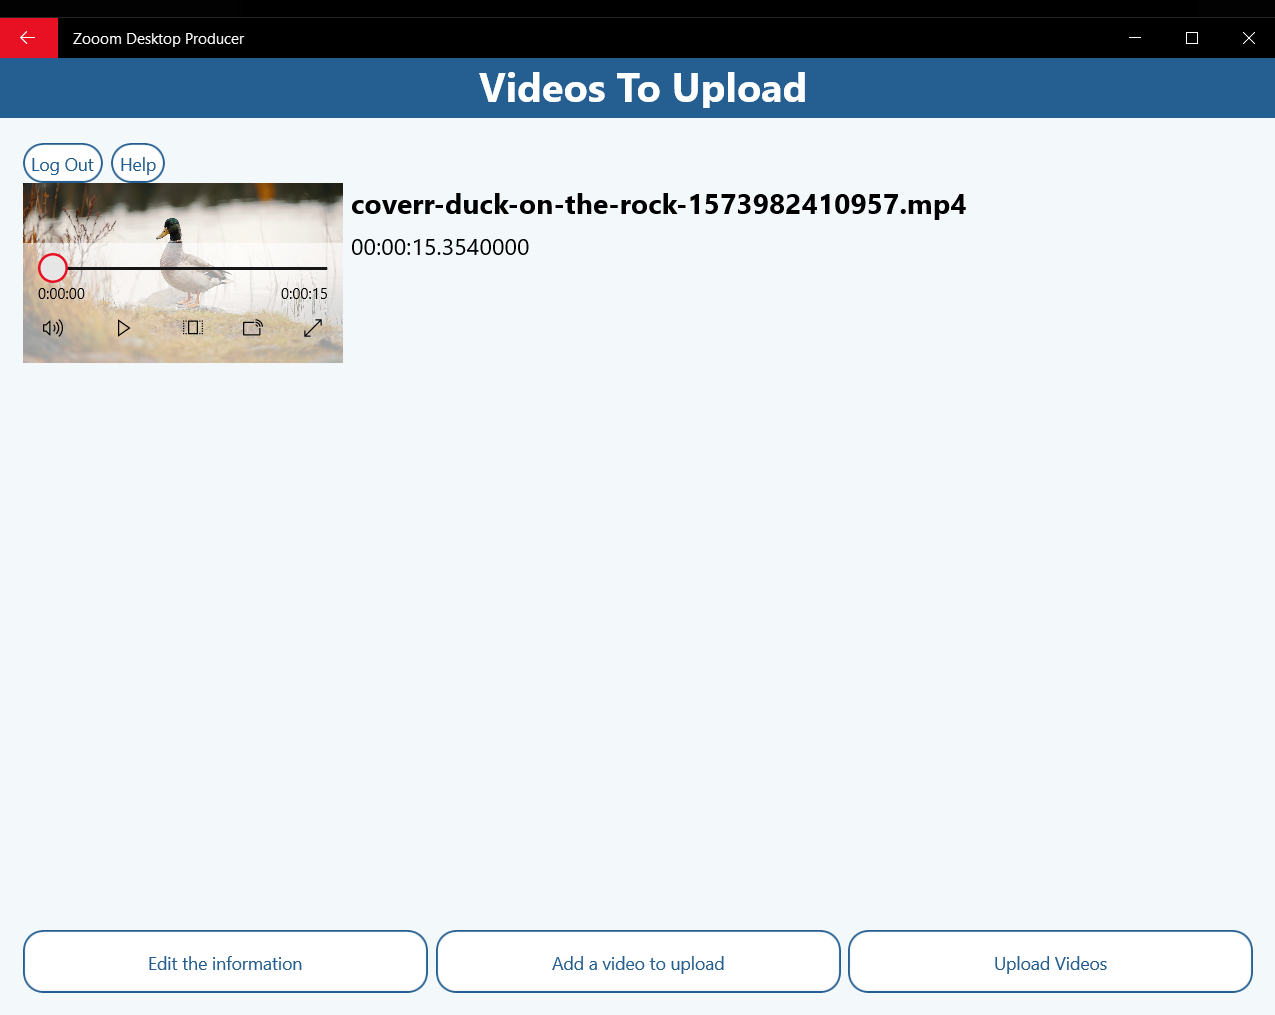 Zooom Desktop Producer
Videos To Upload
Log Out
Help
coverr-duck-on-the-rock-1573982410957.mp4
00:00:15.3540000
0:00:00
0:00:15
Edit the information
Add a video to upload
Upload Videos